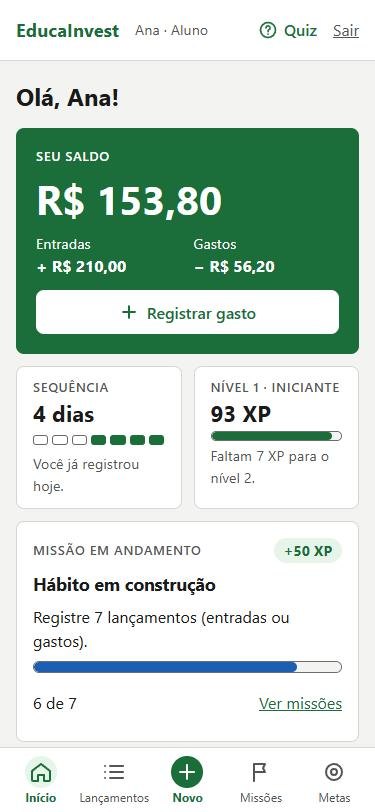 EducaInvest Ana · Aluno Quiz Sair
Olá, Ana!
SEU SALDO
R$ 153,80
Entradas Gastos
+ R$ 210,00 – R$ 56,20
+ Registrar gasto
SEQUÊNCIA
4 dias
Você já registrou
hoje.
NÍVEL 1 · INICIANTE
93 XP
Faltam 7 XP para o
nível 2.
MISSÃO EM ANDAMENTO +50 XP
Hábito em construção
Registre 7 lançamentos (entradas ou
gastos).
6 de 7 Ver missões
Início Lançamentos Novo Missões Metas